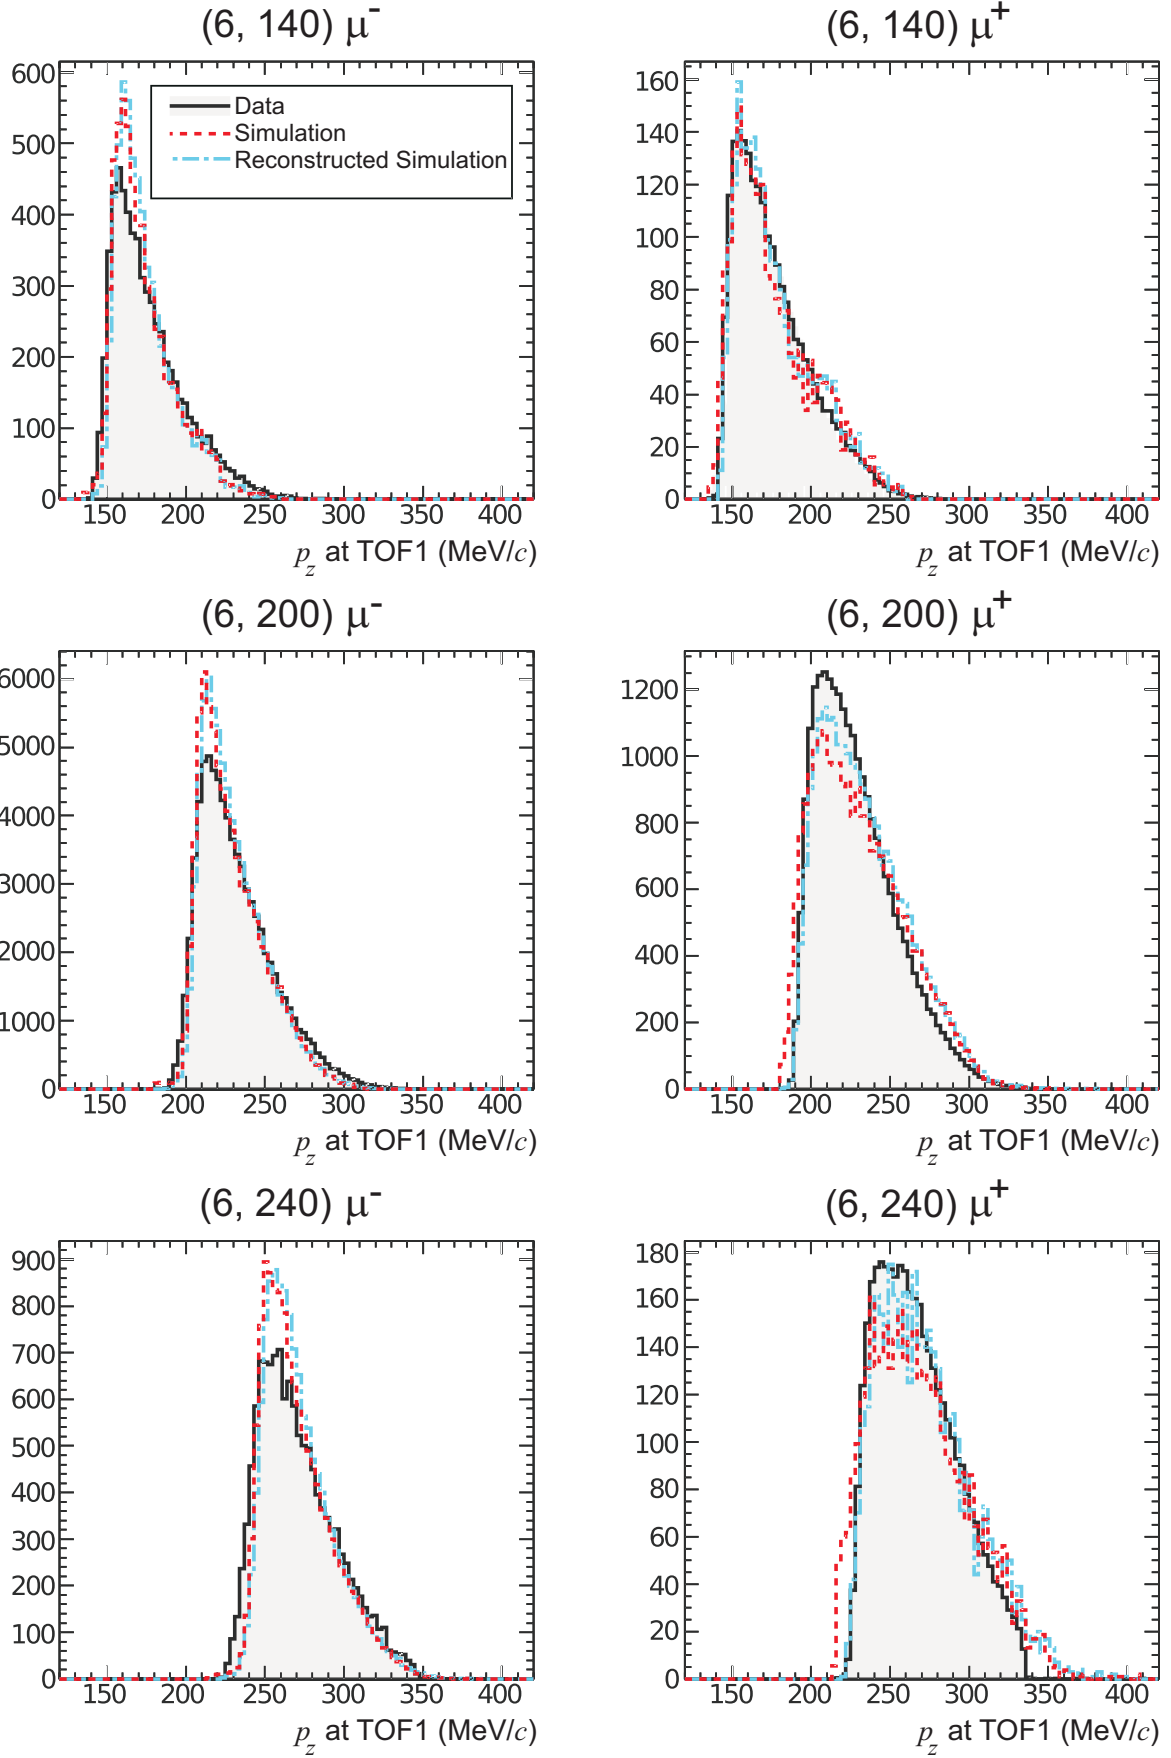 (6, 140) μ⁻
(6, 140) μ⁺
600
500
400
300
200
100
0
Data
Simulation
Reconstructed Simulation
160
140
120
100
80
60
40
20
0
150 200 250 300 350 400
150 200 250 300 350 400
p_z at TOF1 (MeV/c)
p_z at TOF1 (MeV/c)
(6, 200) μ⁻
(6, 200) μ⁺
6000
5000
4000
3000
2000
1000
0
1200
1000
800
600
400
200
0
150 200 250 300 350 400
150 200 250 300 350 400
p_z at TOF1 (MeV/c)
p_z at TOF1 (MeV/c)
(6, 240) μ⁻
(6, 240) μ⁺
900
800
700
600
500
400
300
200
100
0
180
160
140
120
100
80
60
40
20
0
150 200 250 300 350 400
150 200 250 300 350 400
p_z at TOF1 (MeV/c)
p_z at TOF1 (MeV/c)